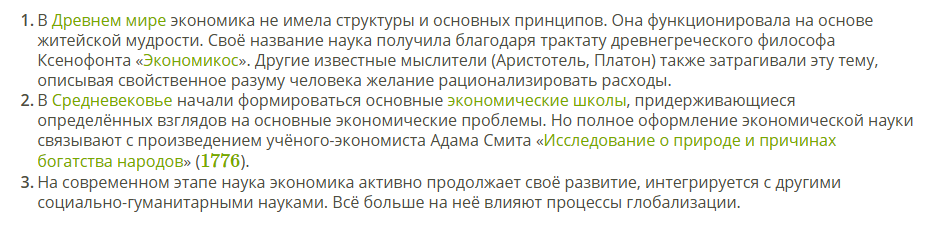 1. В Древнем мире экономика не имела структуры и основных принципов. Она функционировала на основе
житейской мудрости. Своё название наука получила благодаря трактату древнегреческого философа
Ксенофонта «Экономикос». Другие известные мыслители (Аристотель, Платон) также затрагивали эту тему,
описывая свойственное разуму человека желание рационализировать расходы.
2. В Средневековье начали формироваться основные экономические школы, придерживающиеся
определённых взглядов на основные экономические проблемы. Но полное оформление экономической науки
связывают с произведением учёного-экономиста Адама Смита «Исследование о природе и причинах
богатства народов» (1776).
3. На современном этапе наука экономика активно продолжает своё развитие, интегрируется с другими
социально-гуманитарными науками. Всё больше на неё влияют процессы глобализации.